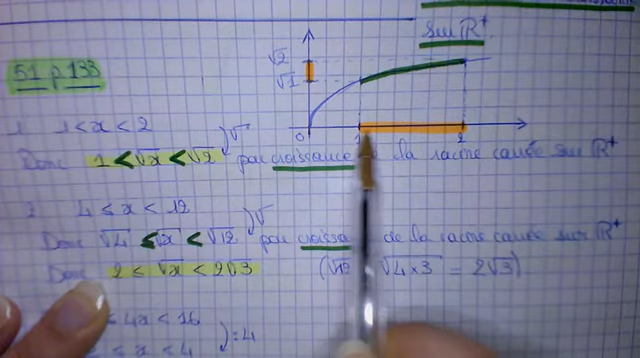 sur ℝ⁺
√2
√1
51 p 133
0 1 2
1 1 < x < 2
Donc 1 < √x < √2 par croissance de la racine carrée sur ℝ⁺
√
2 4 ≤ x < 12
√
Donc √4 ≤ √x < √12 par croissance de la racine carrée sur ℝ⁺
Donc 2 ≤ √x < 2√3 (√12 = √4×3 = 2√3)
≤ 4x < 16
:4
≤ x < 4